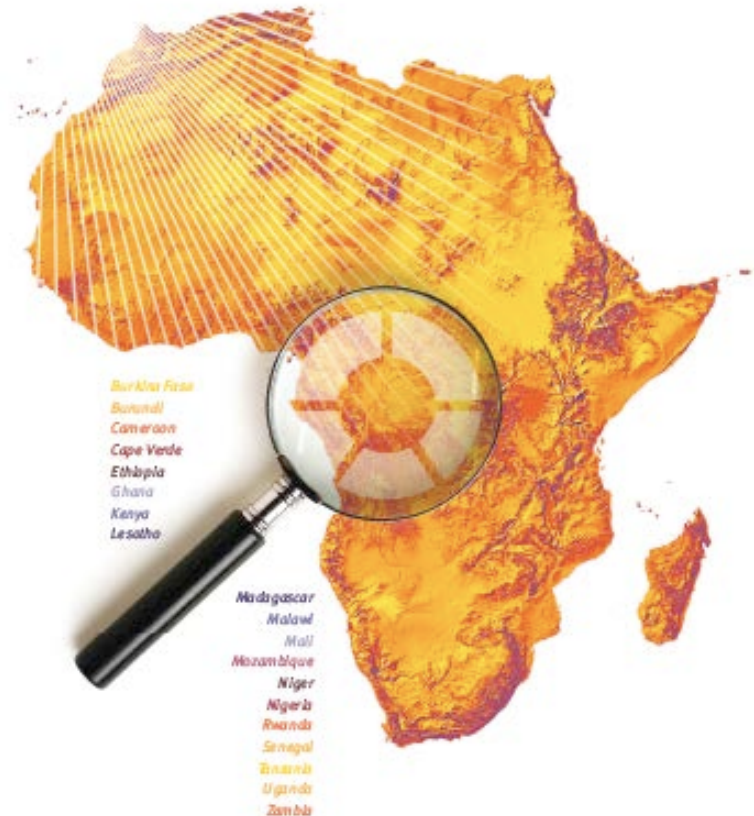 Burkina Faso
Burundi
Cameroon
Cape Verde
Ethiopia
Ghana
Kenya
Lesotho
Madagascar
Malawi
Mali
Mozambique
Niger
Nigeria
Rwanda
Senegal
Tanzania
Uganda
Zambia